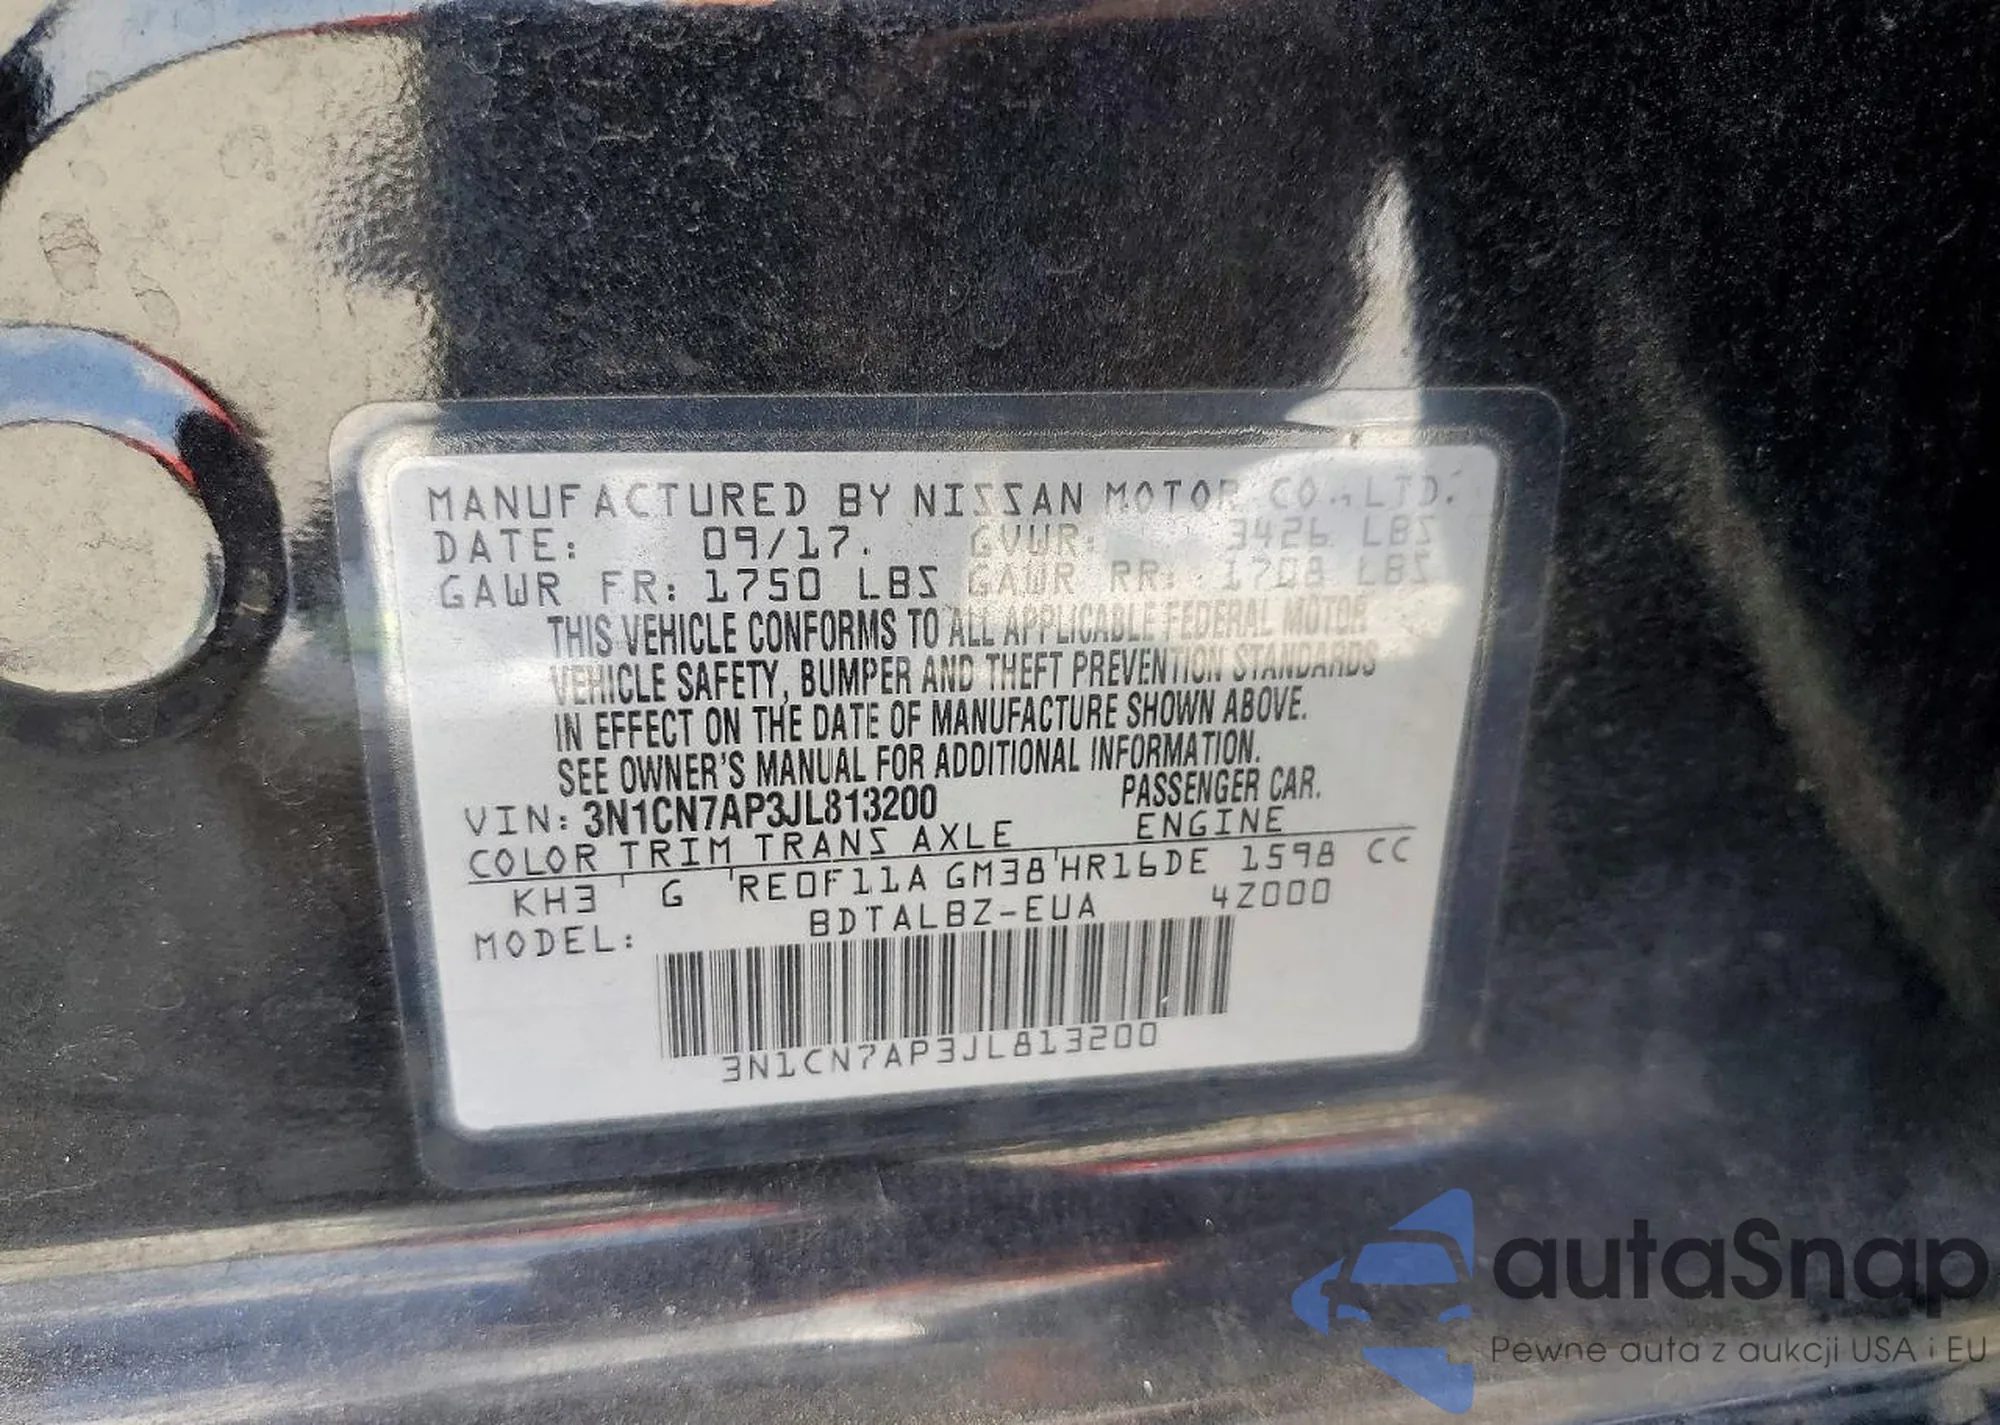 MANUFACTURED BY NISSAN MOTOR CO., LTD.
DATE: 09/17. GVWR: 3426 LBS
GAWR FR: 1750 LBS GAWR RR: 1708 LBS
THIS VEHICLE CONFORMS TO ALL APPLICABLE FEDERAL MOTOR
VEHICLE SAFETY, BUMPER AND THEFT PREVENTION STANDARDS
IN EFFECT ON THE DATE OF MANUFACTURE SHOWN ABOVE.
SEE OWNER'S MANUAL FOR ADDITIONAL INFORMATION.
VIN: 3N1CN7AP3JL813200 PASSENGER CAR.
COLOR TRIM TRANS AXLE ENGINE
KH3 G RE0F11A GM38 HR16DE 1598 CC
MODEL: BDTALBZ-EUA 4Z000
3N1CN7AP3JL813200
autaSnap
Pewne auta z aukcji USA i EU